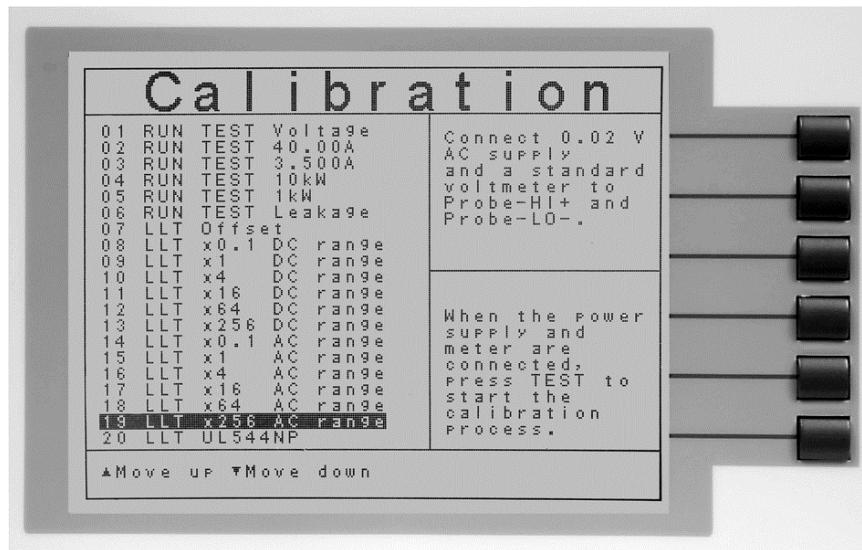 Calibration
01 RUN TEST Voltage
02 RUN TEST 40.00A
03 RUN TEST 3.500A
04 RUN TEST 10kW
05 RUN TEST 1kW
06 RUN TEST Leakage
07 LLT Offset
08 LLT x0.1 DC range
09 LLT x1 DC range
10 LLT x4 DC range
11 LLT x16 DC range
12 LLT x64 DC range
13 LLT x256 DC range
14 LLT x0.1 AC range
15 LLT x1 AC range
16 LLT x4 AC range
17 LLT x16 AC range
18 LLT x64 AC range
19 LLT x256 AC range
20 LLT UL544NP
Connect 0.02 V
AC supply
and a standard
voltmeter to
Probe-HI+ and
Probe-LO-.
When the power
supply and
meter are
connected,
press TEST to
start the
calibration
process.
▲Move up ▼Move down